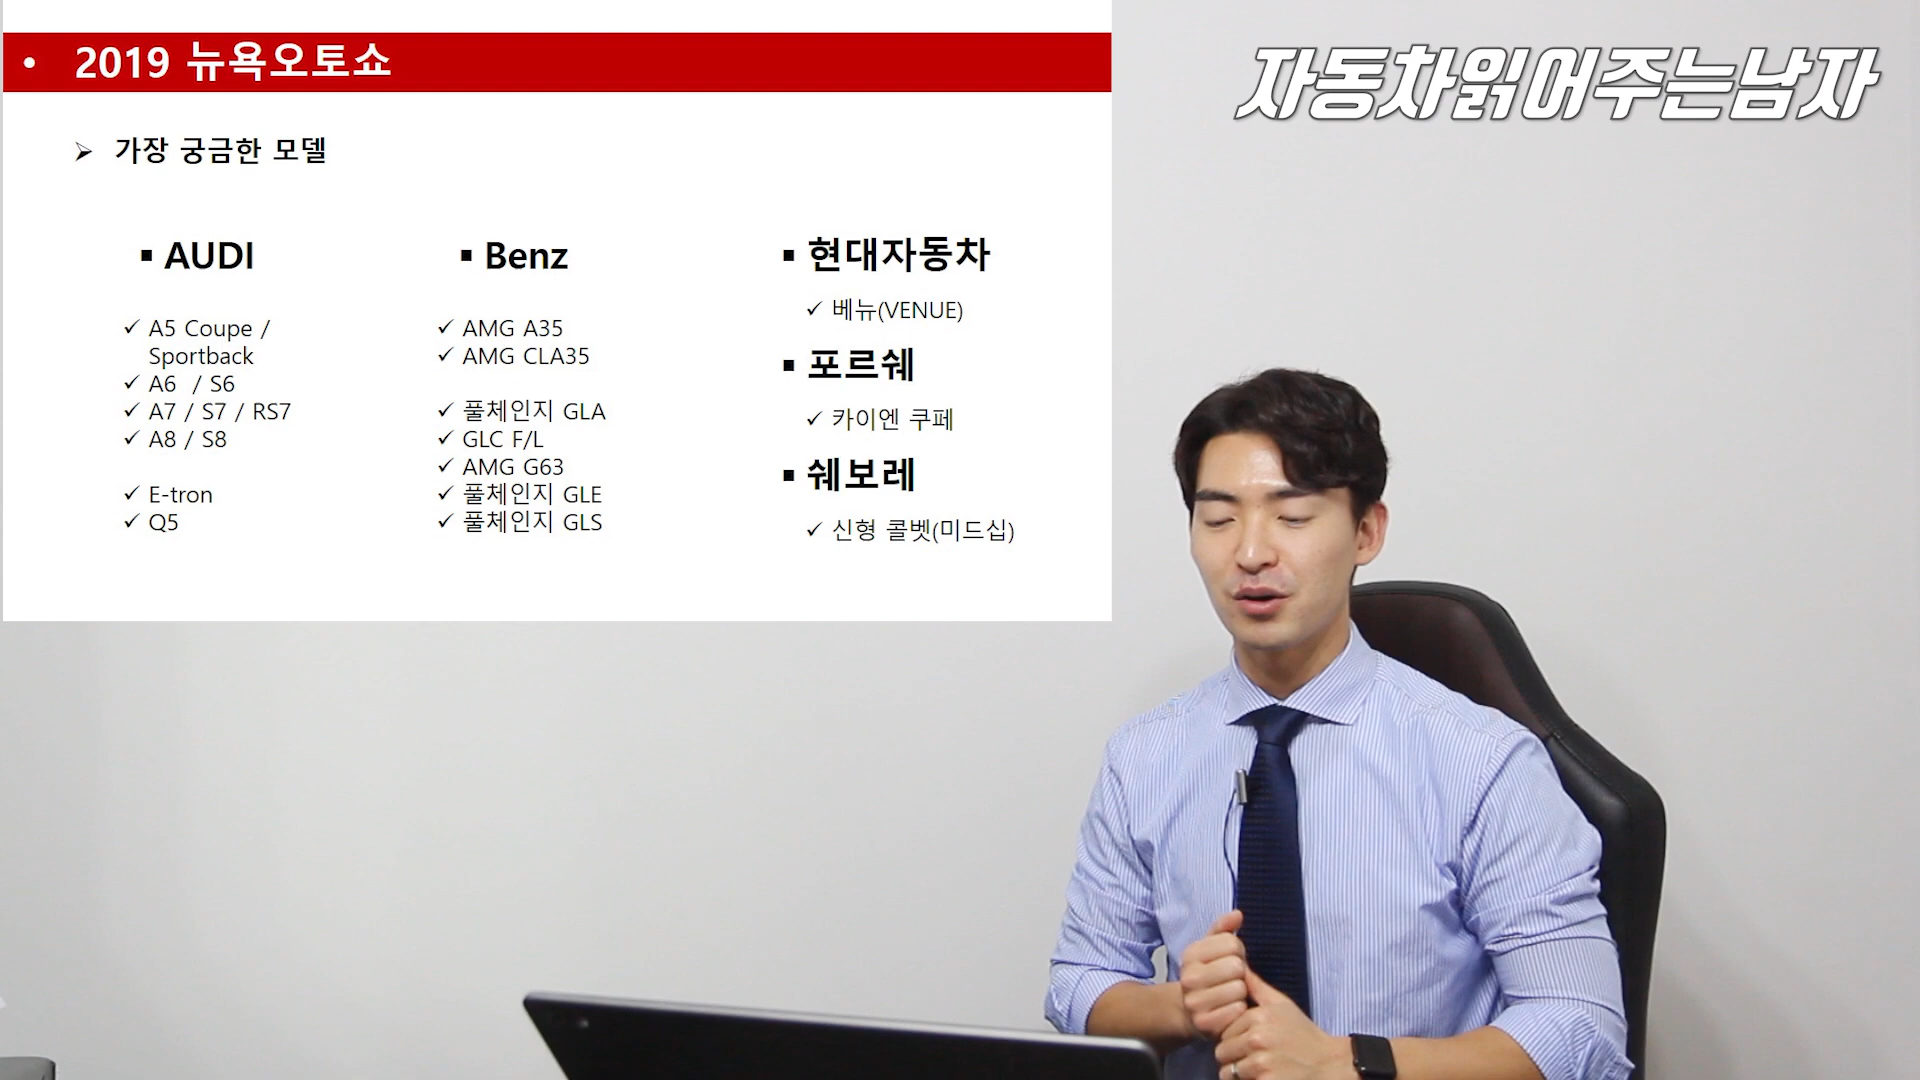 • 2019 뉴욕오토쇼
자동차읽어주는남자
➢ 가장 궁금한 모델
▪ AUDI
✓ A5 Coupe /
Sportback
✓ A6 / S6
✓ A7 / S7 / RS7
✓ A8 / S8
✓ E-tron
✓ Q5
▪ Benz
✓ AMG A35
✓ AMG CLA35
✓ 풀체인지 GLA
✓ GLC F/L
✓ AMG G63
✓ 풀체인지 GLE
✓ 풀체인지 GLS
▪ 현대자동차
✓ 베뉴(VENUE)
▪ 포르쉐
✓ 카이엔 쿠페
▪ 쉐보레
✓ 신형 콜벳(미드십)